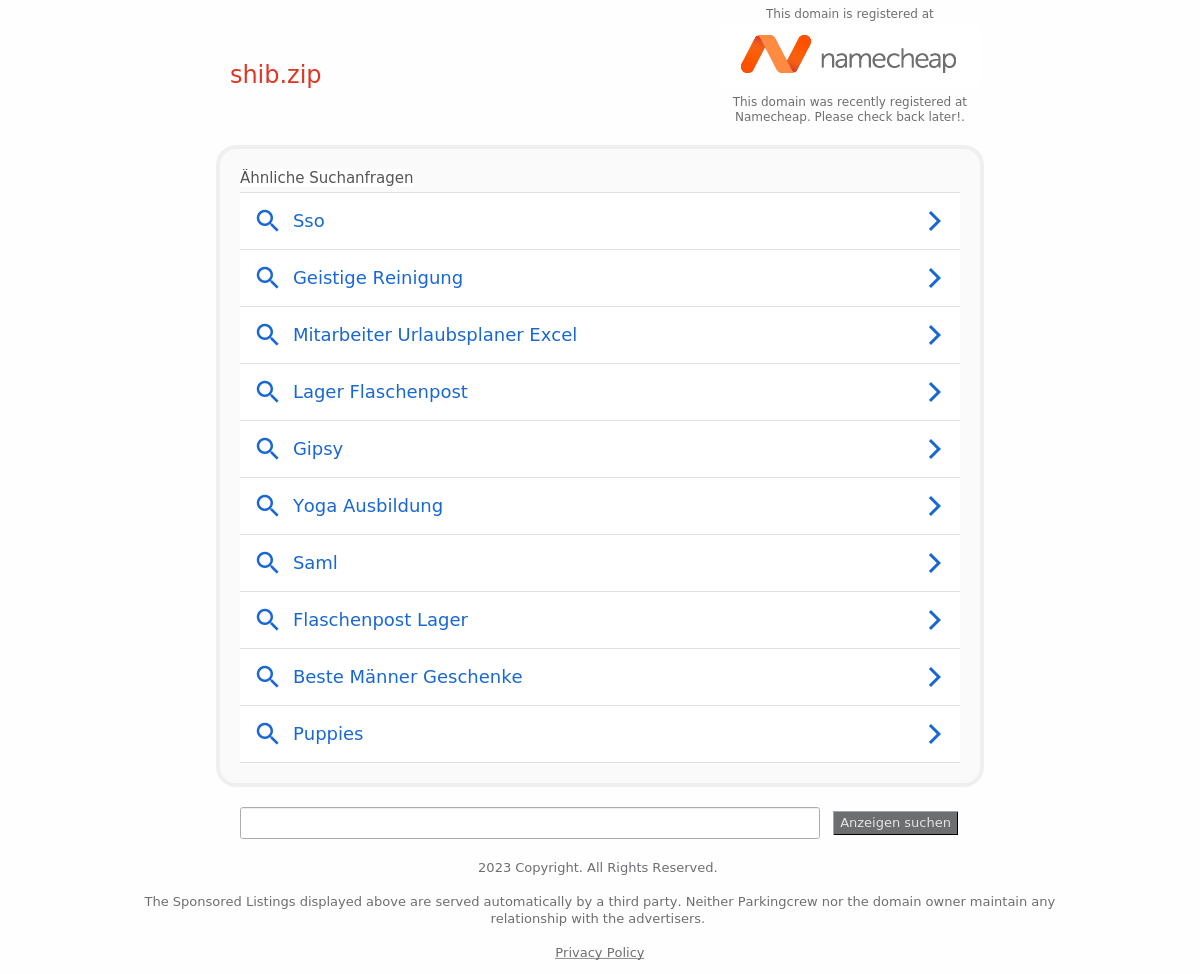 This domain is registered at
namecheap
shib.zip
This domain was recently registered at
Namecheap. Please check back later!.
Ähnliche Suchanfragen
Sso
Geistige Reinigung
Mitarbeiter Urlaubsplaner Excel
Lager Flaschenpost
Gipsy
Yoga Ausbildung
Saml
Flaschenpost Lager
Beste Männer Geschenke
Puppies
Anzeigen suchen
2023 Copyright. All Rights Reserved.
The Sponsored Listings displayed above are served automatically by a third party. Neither Parkingcrew nor the domain owner maintain any
relationship with the advertisers.
Privacy Policy